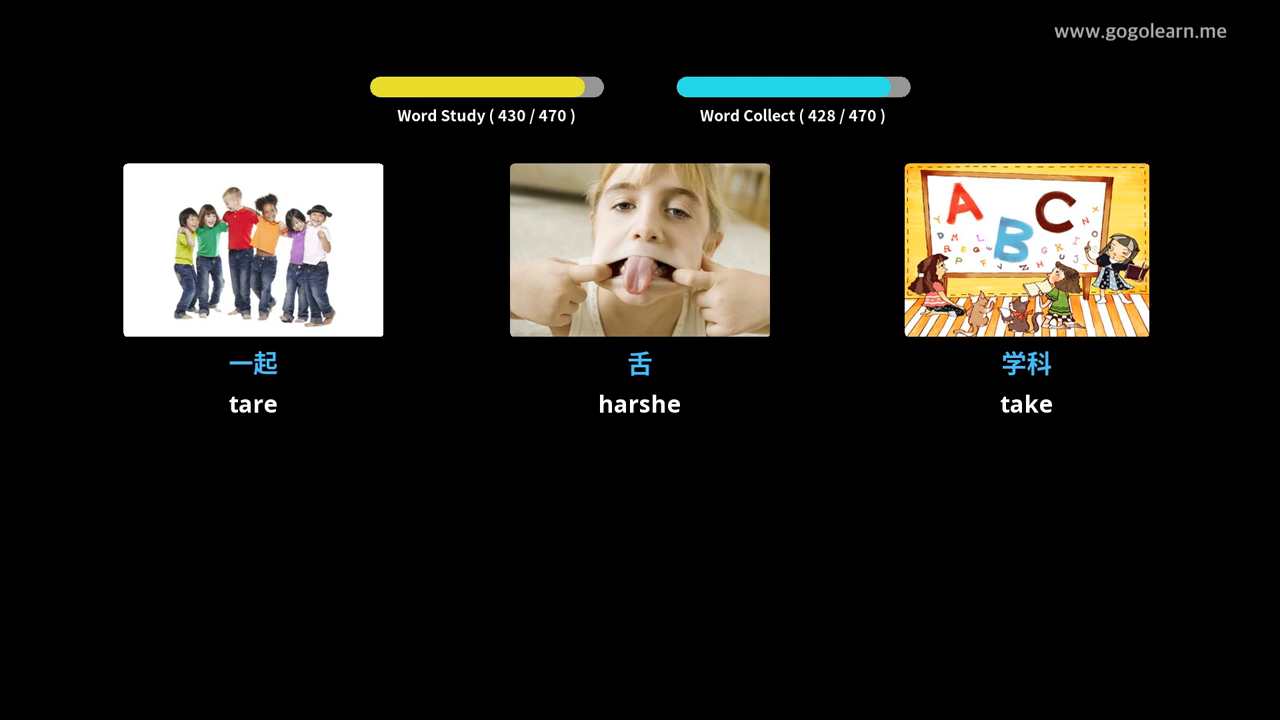 www.gogolearn.me
Word Study ( 430 / 470 )
Word Collect ( 428 / 470 )
A B C
一起
舌
学科
tare
harshe
take